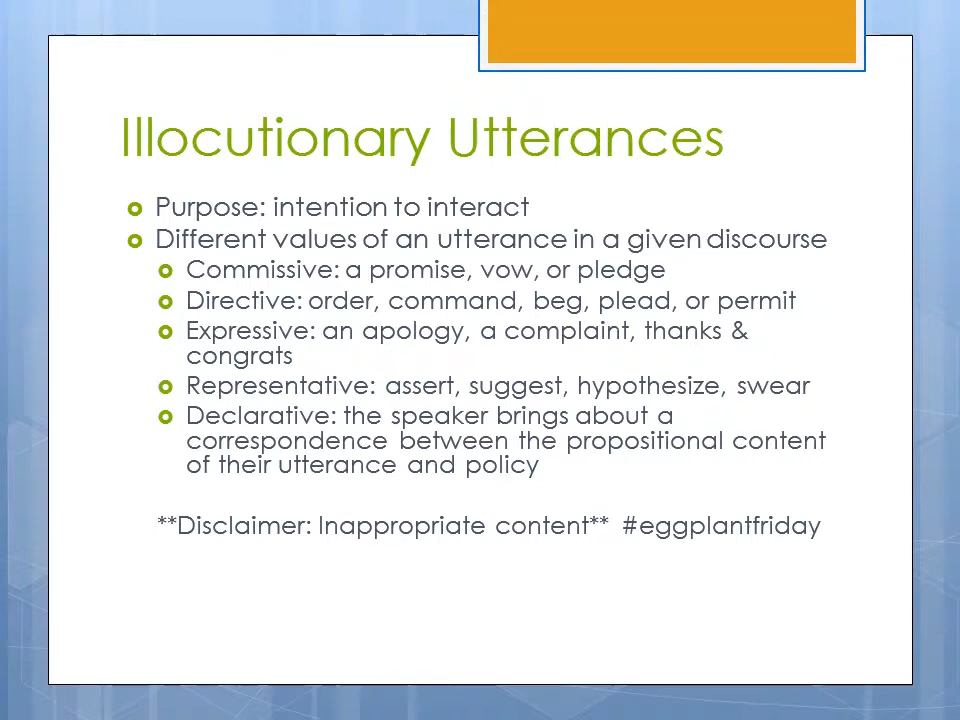 Illocutionary Utterances
Purpose: intention to interact
Different values of an utterance in a given discourse
Commissive: a promise, vow, or pledge
Directive: order, command, beg, plead, or permit
Expressive: an apology, a complaint, thanks &
congrats
Representative: assert, suggest, hypothesize, swear
Declarative: the speaker brings about a
correspondence between the propositional content
of their utterance and policy
**Disclaimer: Inappropriate content** #eggplantfriday